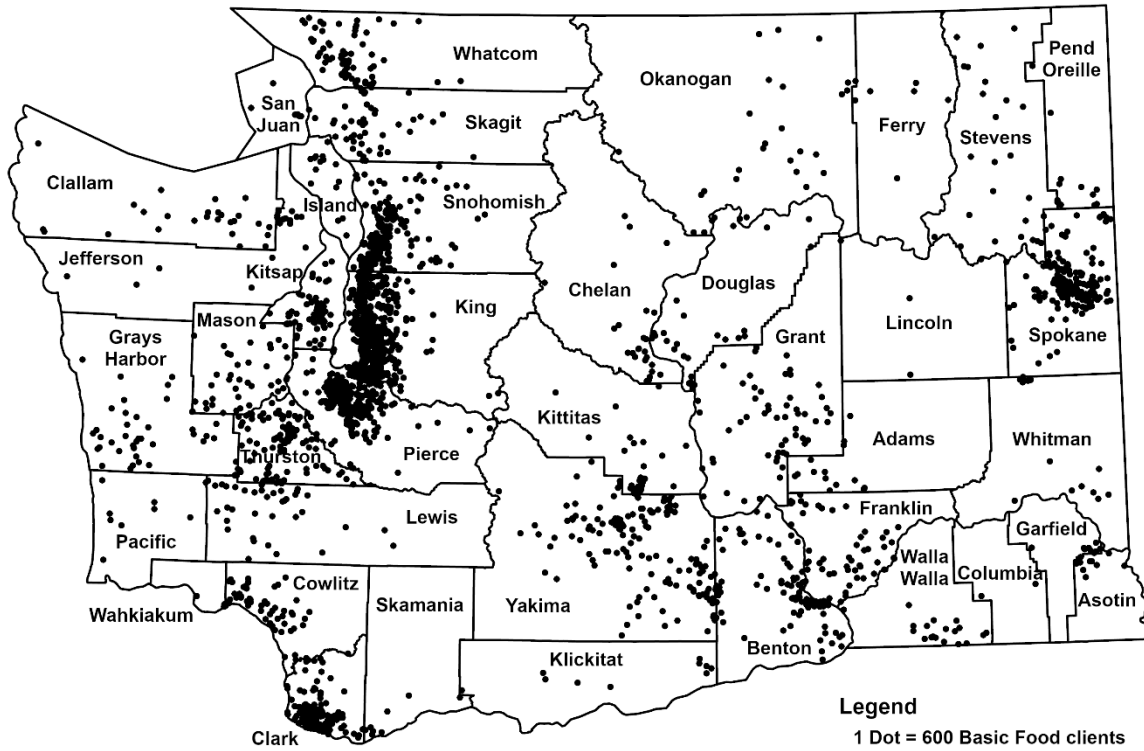 Whatcom
Okanogan
Pend
Oreille
San
Juan
Skagit
Ferry
Stevens
Clallam
Island
Snohomish
Jefferson
Kitsap
Chelan
Douglas
King
Mason
Grays
Harbor
Grant
Lincoln
Spokane
Kittitas
Adams
Whitman
Thurston
Pierce
Lewis
Franklin
Garfield
Pacific
Walla
Walla
Columbia
Cowlitz
Skamania
Yakima
Asotin
Wahkiakum
Klickitat
Benton
Clark
Legend
1 Dot = 600 Basic Food clients